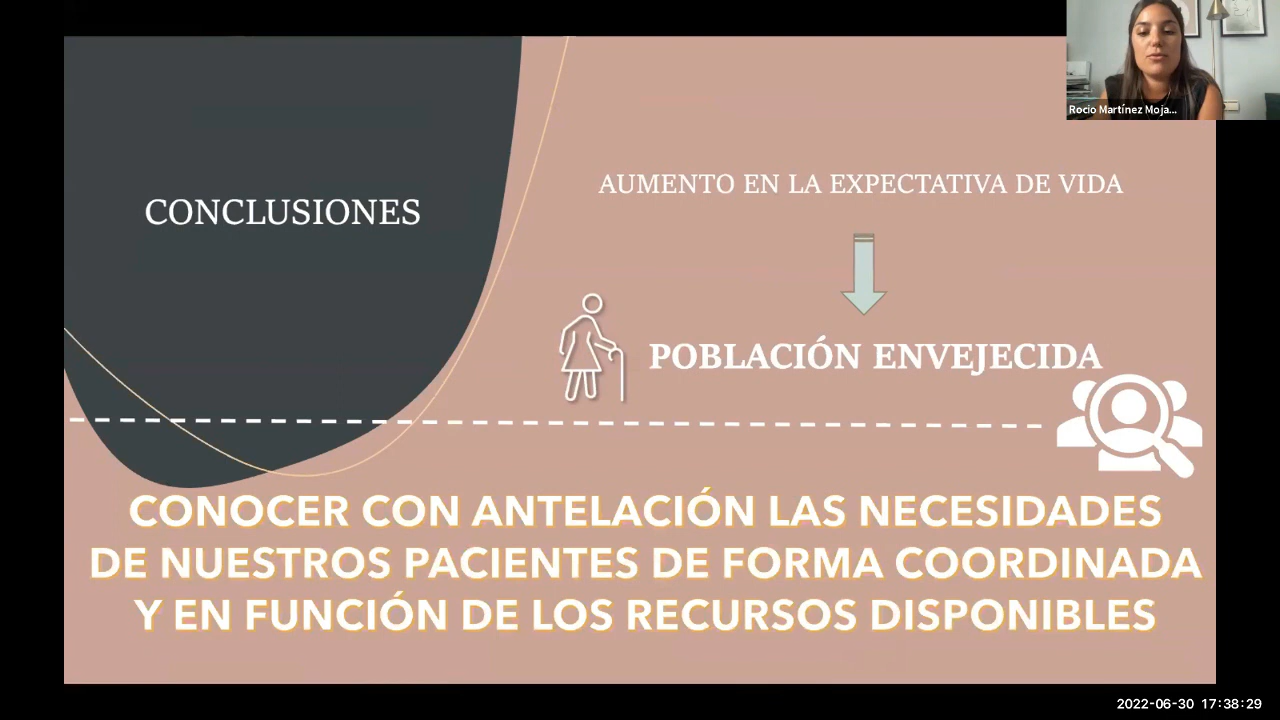 Rocio Martínez Moja...
AUMENTO EN LA EXPECTATIVA DE VIDA
CONCLUSIONES
POBLACIÓN ENVEJECIDA
CONOCER CON ANTELACIÓN LAS NECESIDADES
DE NUESTROS PACIENTES DE FORMA COORDINADA
Y EN FUNCIÓN DE LOS RECURSOS DISPONIBLES
2022-06-30 17:38:29